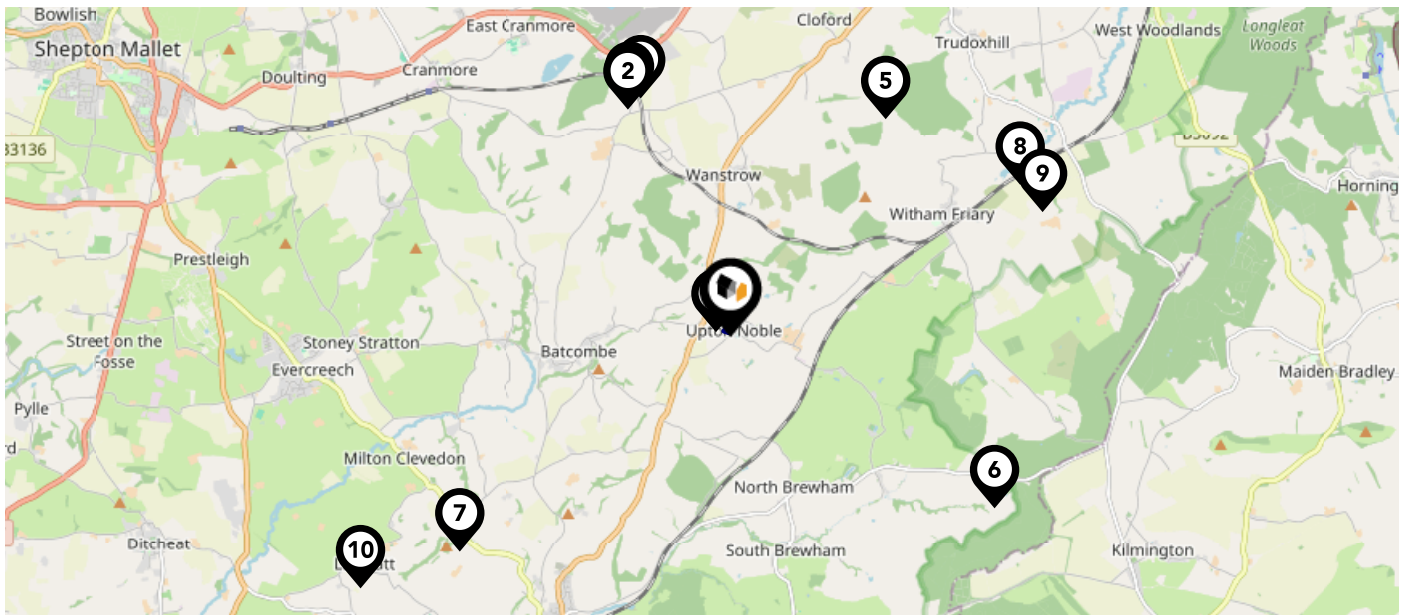 Bowlish
East Cranmore
Cloford
Shepton Mallet
Trudoxhill
West Woodlands
Longleat
Woods
Doulting
Cranmore
2
5
33136
8
9
Wanstrow
Witham Friary
Horning
Prestleigh
Upton Noble
Street on the
Fosse
Stoney Stratton
Batcombe
Evercreech
Maiden Bradley
Pylle
rd
Milton Clevedon
6
North Brewham
7
Ditcheat
10
South Brewham
Kilmington